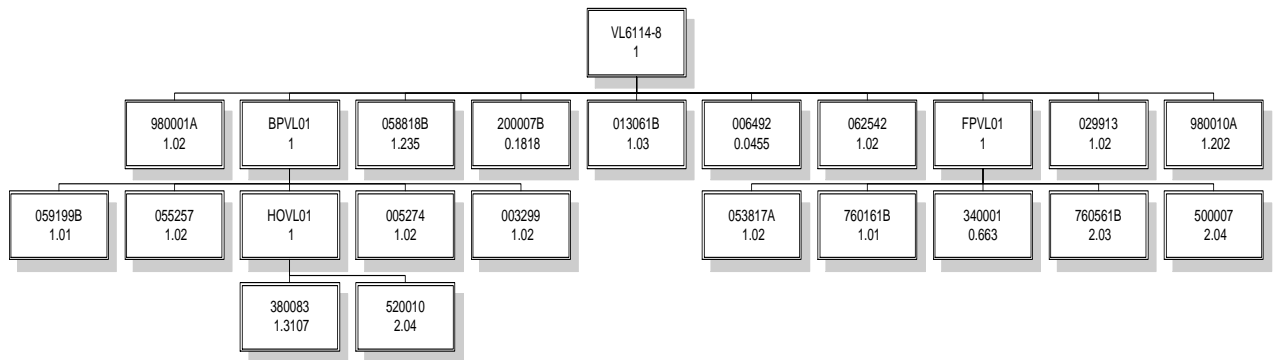 VL6114-8
1
980001A
1.02
BPVL01
1
058818B
1.235
200007B
0.1818
013061B
1.03
006492
0.0455
062542
1.02
FPVL01
1
029913
1.02
980010A
1.202
059199B
1.01
055257
1.02
HOVL01
1
005274
1.02
003299
1.02
053817A
1.02
760161B
1.01
340001
0.663
760561B
2.03
500007
2.04
380083
1.3107
520010
2.04